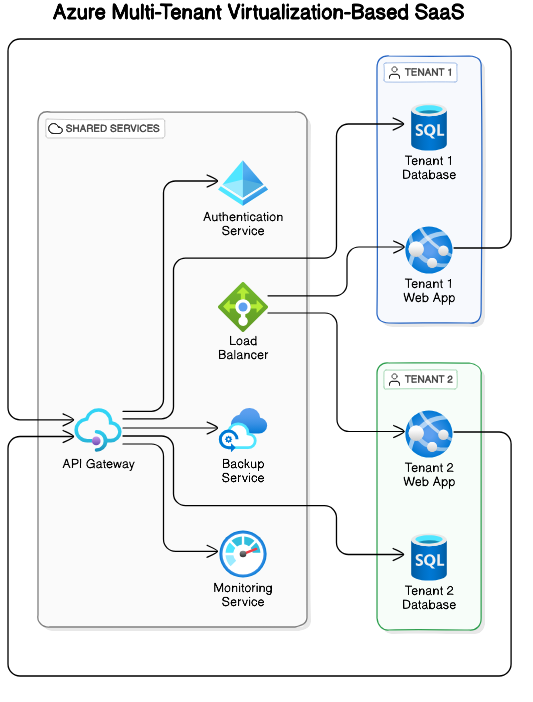 Azure Multi-Tenant Virtualization-Based SaaS
TENANT 1
SQL
Tenant 1
Database
SHARED SERVICES
Authentication
Service
Tenant 1
Web App
Load
Balancer
TENANT 2
API Gateway
Backup
Service
Tenant 2
Web App
SQL
Monitoring
Service
Tenant 2
Database